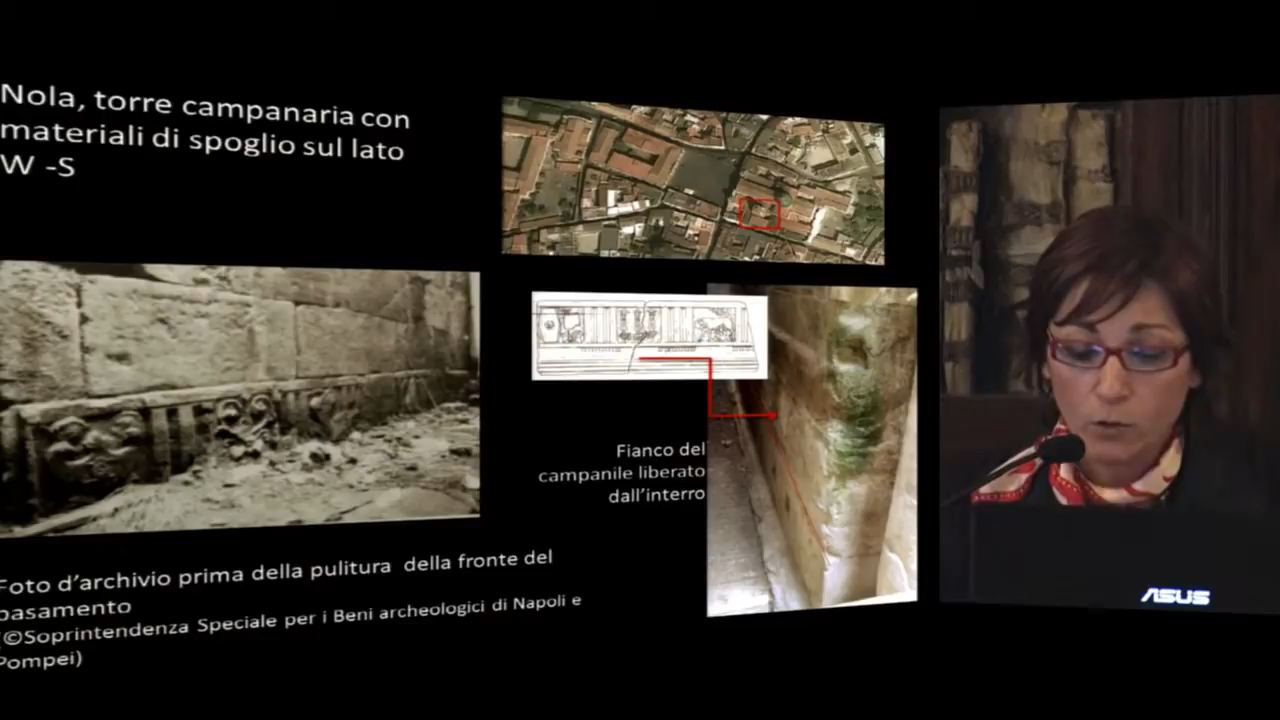 Nola, torre campanaria con
materiali di spoglio sul lato
W -S
Fianco del
campanile liberato
dall'interro
Foto d'archivio prima della pulitura della fronte del
basamento
(©Soprintendenza Speciale per i Beni archeologici di Napoli e
Pompei)
ASUS